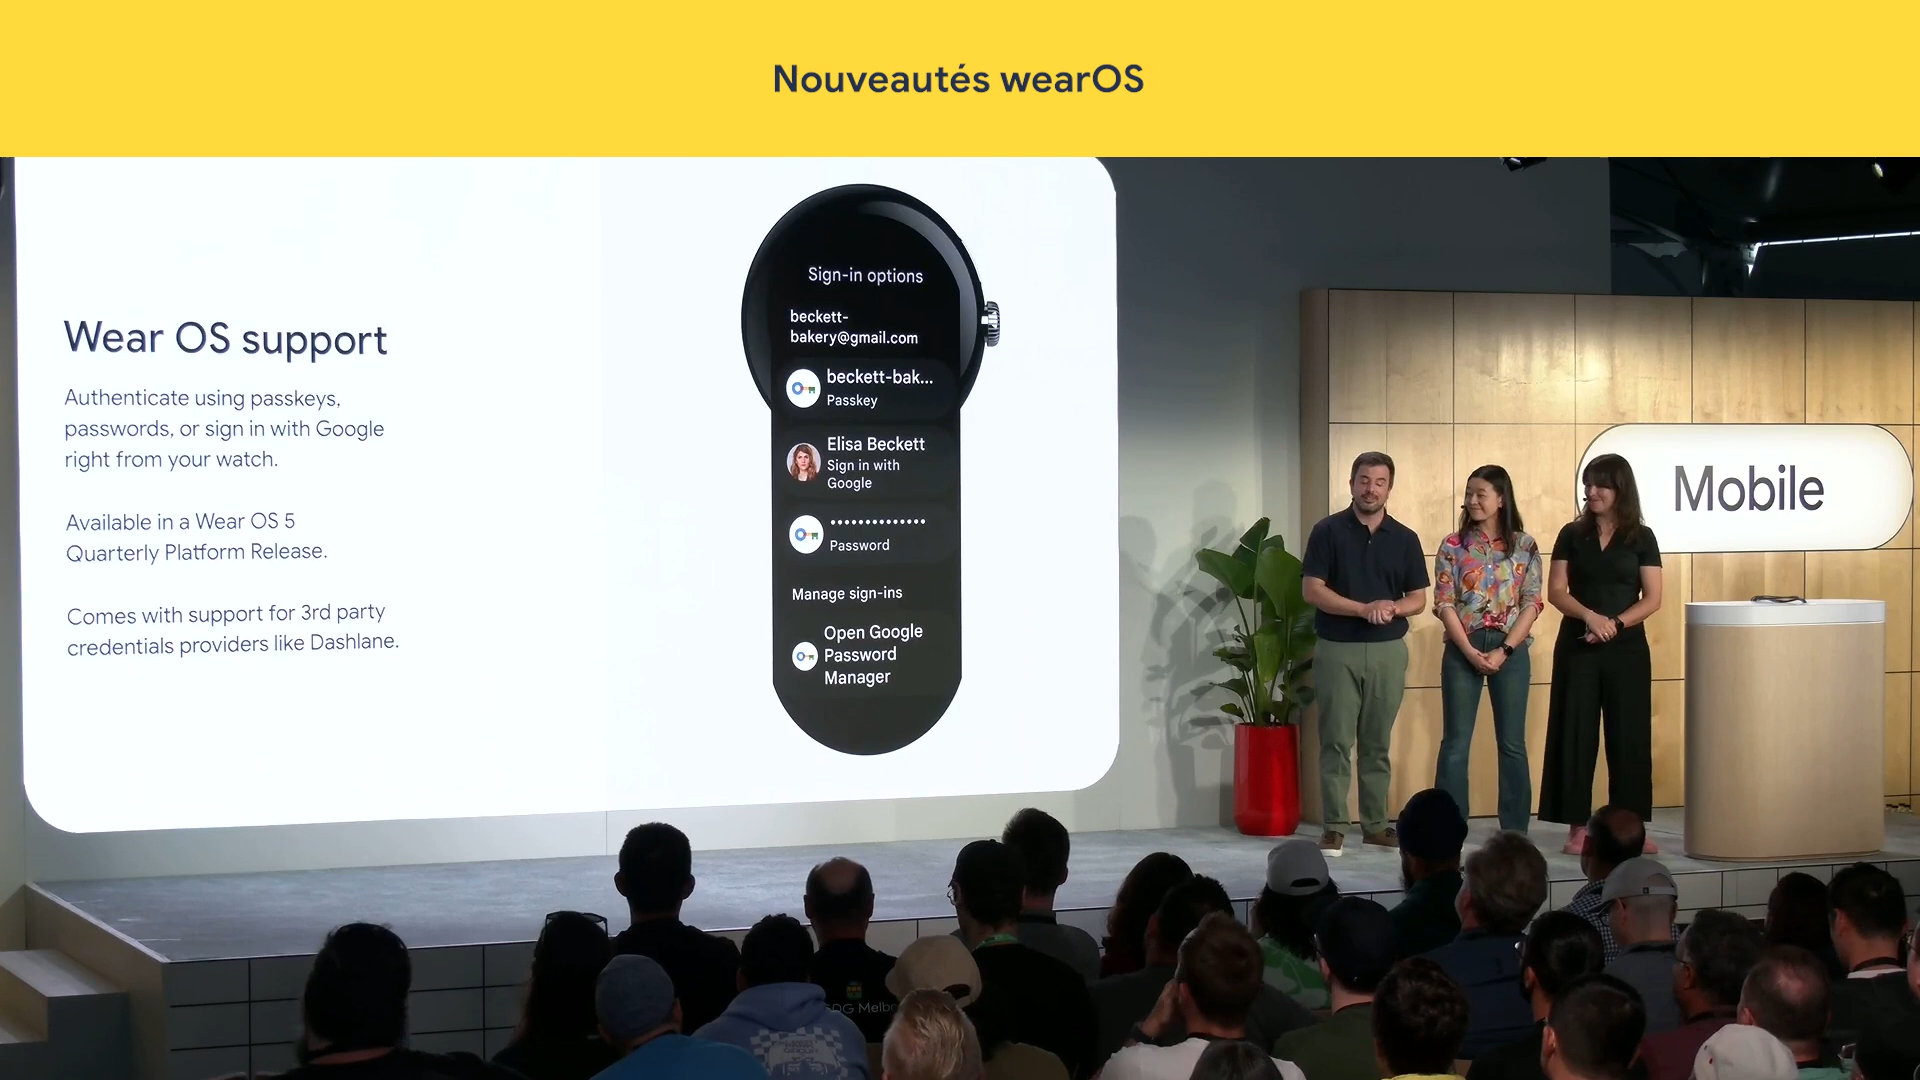 Nouveautés wearOS
Wear OS support
Authenticate using passkeys,
passwords, or sign in with Google
right from your watch.
Available in a Wear OS 5
Quarterly Platform Release.
Comes with support for 3rd party
credentials providers like Dashlane.
Sign-in options
beckett-
bakery@gmail.com
beckett-bak...
Passkey
Elisa Beckett
Sign in with
Google
••••••••••••••
Password
Manage sign-ins
Open Google
Password
Manager
Mobile